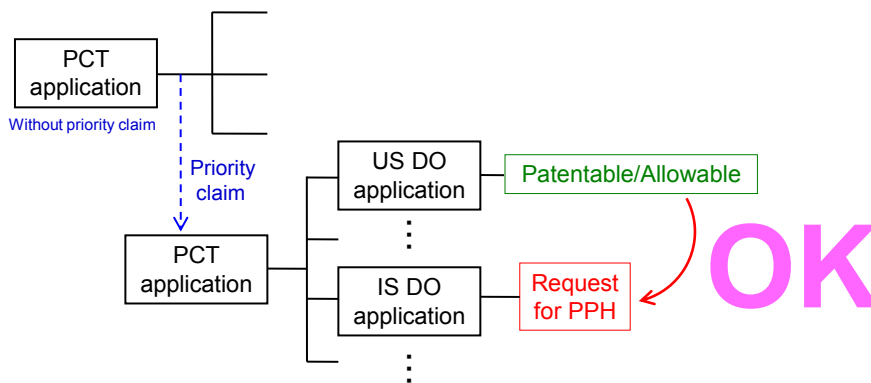 PCT
application
Without priority claim
Priority
claim
US DO
application
Patentable/Allowable
PCT
application
IS DO
application
Request
for PPH
OK